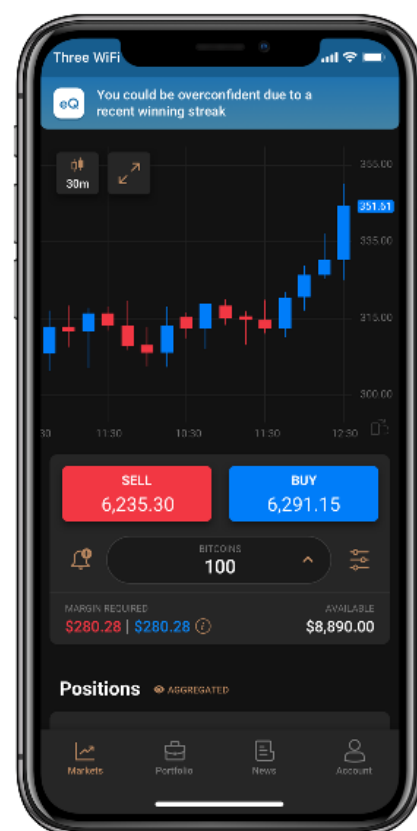 Three WiFi
eQ
You could be overconfident due to a
recent winning streak
30m
355.00
351.51
335.00
315.00
300.00
30 11:30 10:30 11:30 12:30
SELL
6,235.30
BUY
6,291.15
BITCOINS
100
MARGIN REQUIRED
$280.28 | $280.28
AVAILABLE
$8,890.00
Positions AGGREGATED
Markets Portfolio News Account